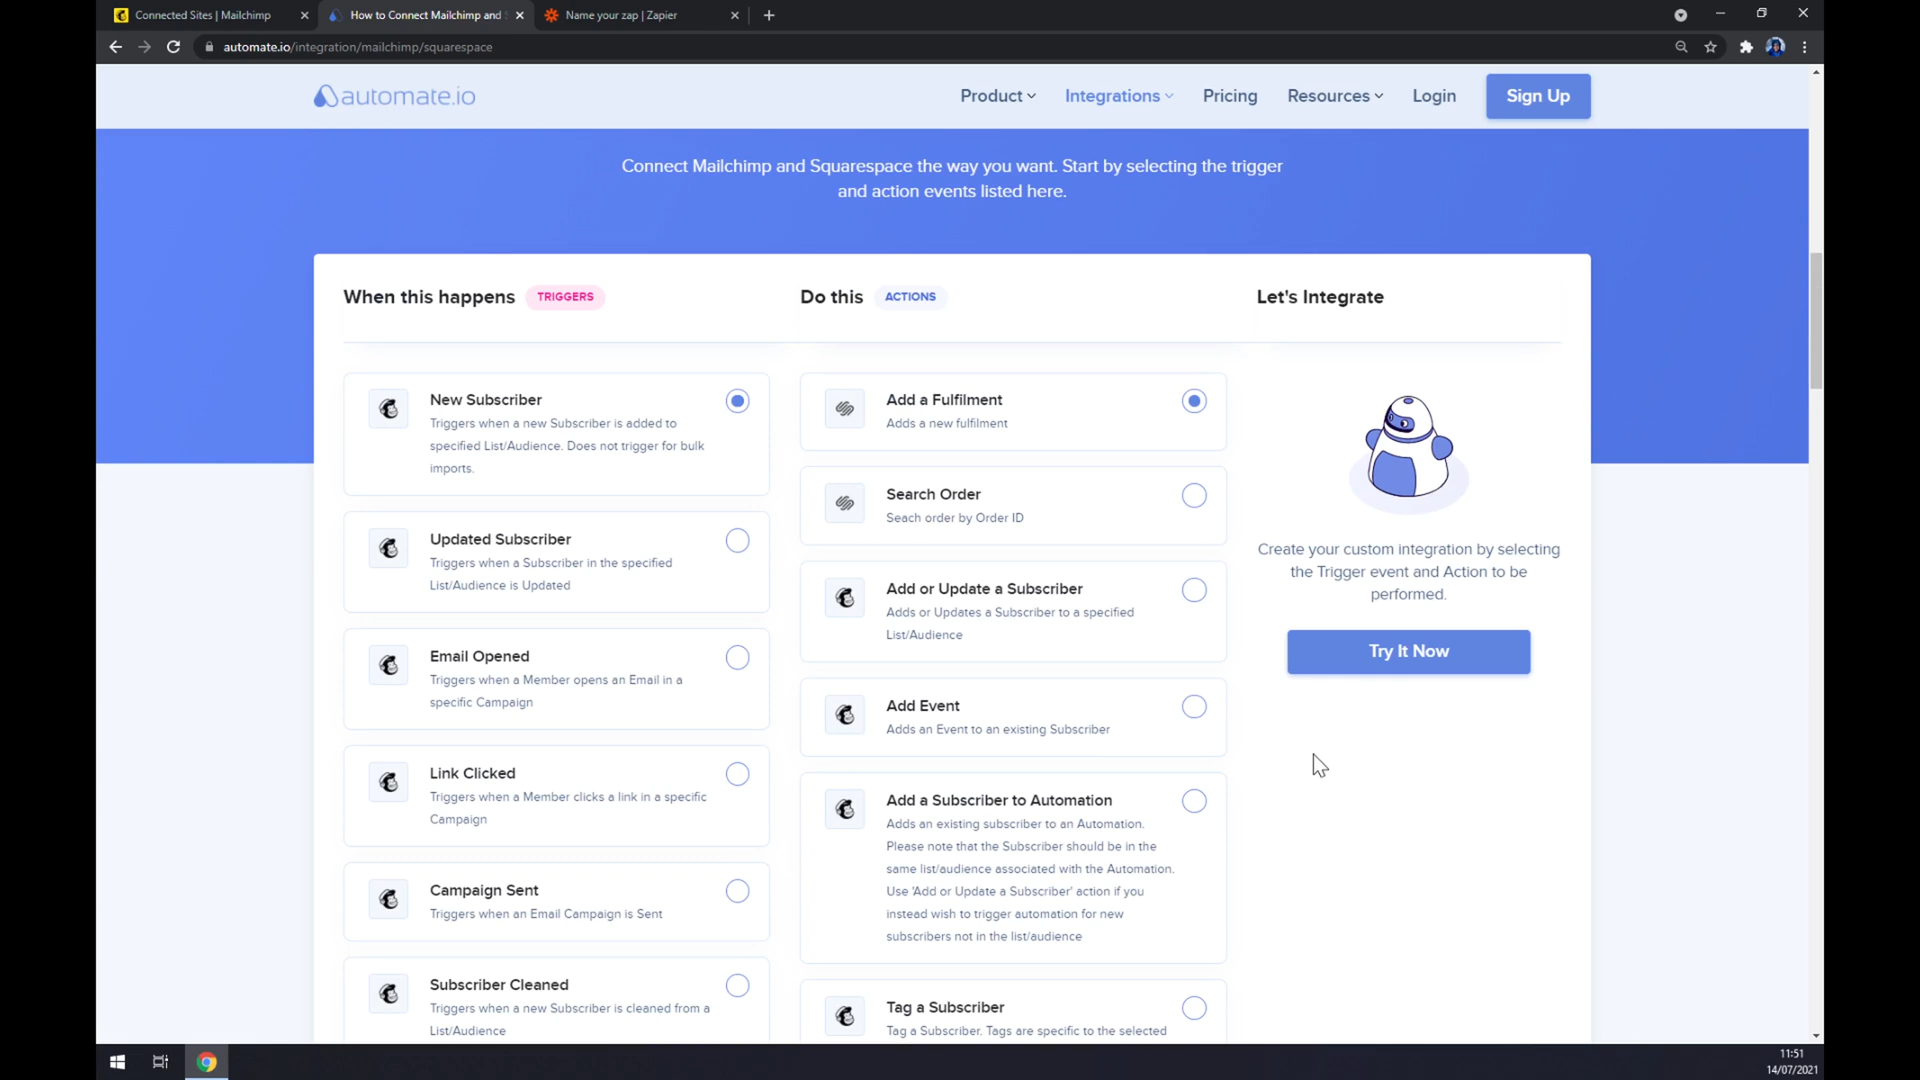 Connected Sites | Mailchimp
How to Connect Mailchimp and S
Name your zap | Zapier
automate.io/integration/mailchimp/squarespace
automate.io
Product
Integrations
Pricing
Resources
Login
Sign Up
Connect Mailchimp and Squarespace the way you want. Start by selecting the trigger
and action events listed here.
When this happens TRIGGERS
Do this ACTIONS
Let's Integrate
New Subscriber
Triggers when a new Subscriber is added to
specified List/Audience. Does not trigger for bulk
imports.
Updated Subscriber
Triggers when a Subscriber in the specified
List/Audience is Updated
Email Opened
Triggers when a Member opens an Email in a
specific Campaign
Link Clicked
Triggers when a Member clicks a link in a specific
Campaign
Campaign Sent
Triggers when an Email Campaign is Sent
Subscriber Cleaned
Triggers when a new Subscriber is cleaned from a
List/Audience
Add a Fulfilment
Adds a new fulfilment
Search Order
Seach order by Order ID
Add or Update a Subscriber
Adds or Updates a Subscriber to a specified
List/Audience
Add Event
Adds an Event to an existing Subscriber
Add a Subscriber to Automation
Adds an existing subscriber to an Automation.
Please note that the Subscriber should be in the
same list/audience associated with the Automation.
Use 'Add or Update a Subscriber' action if you
instead wish to trigger automation for new
subscribers not in the list/audience
Tag a Subscriber
Tag a Subscriber. Tags are specific to the selected
Create your custom integration by selecting
the Trigger event and Action to be
performed.
Try It Now
11:51
14/07/2021